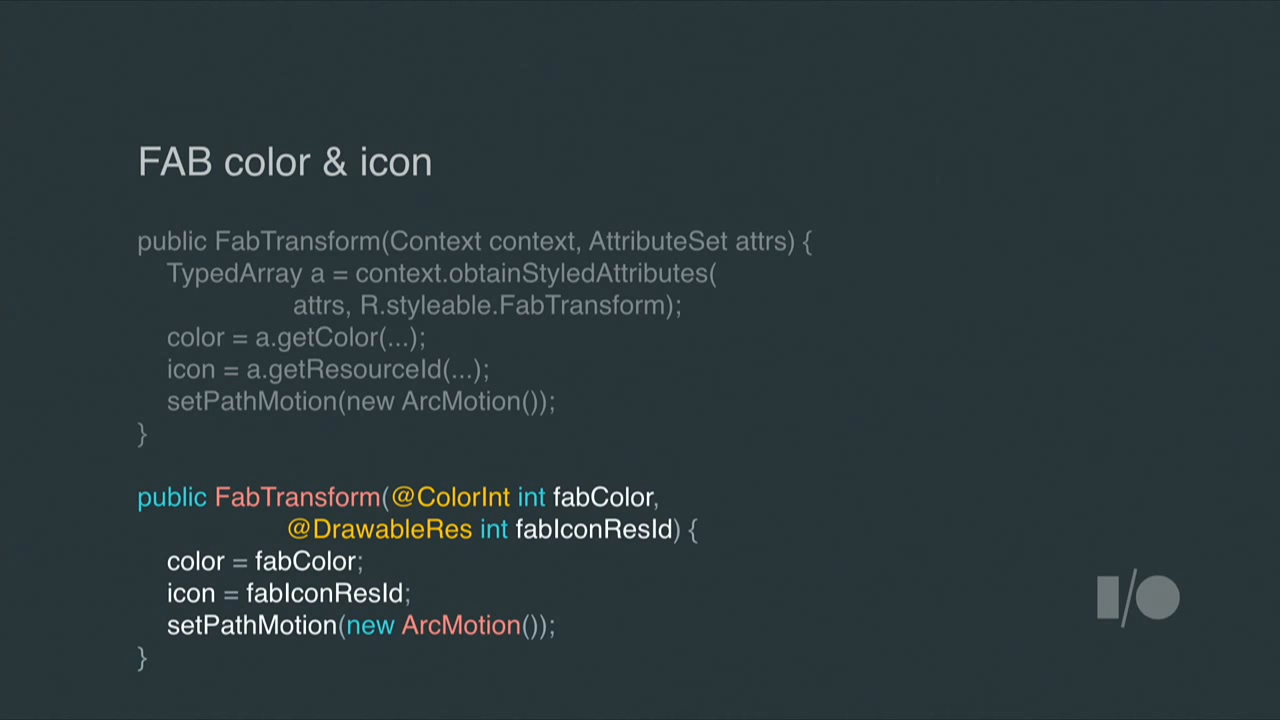 FAB color & icon
public FabTransform(Context context, AttributeSet attrs) {
TypedArray a = context.obtainStyledAttributes(
attrs, R.styleable.FabTransform);
color = a.getColor(...);
icon = a.getResourceId(...);
setPathMotion(new ArcMotion());
}
public FabTransform(@ColorInt int fabColor,
@DrawableRes int fabIconResId) {
color = fabColor;
icon = fabIconResId;
setPathMotion(new ArcMotion());
}
I/O